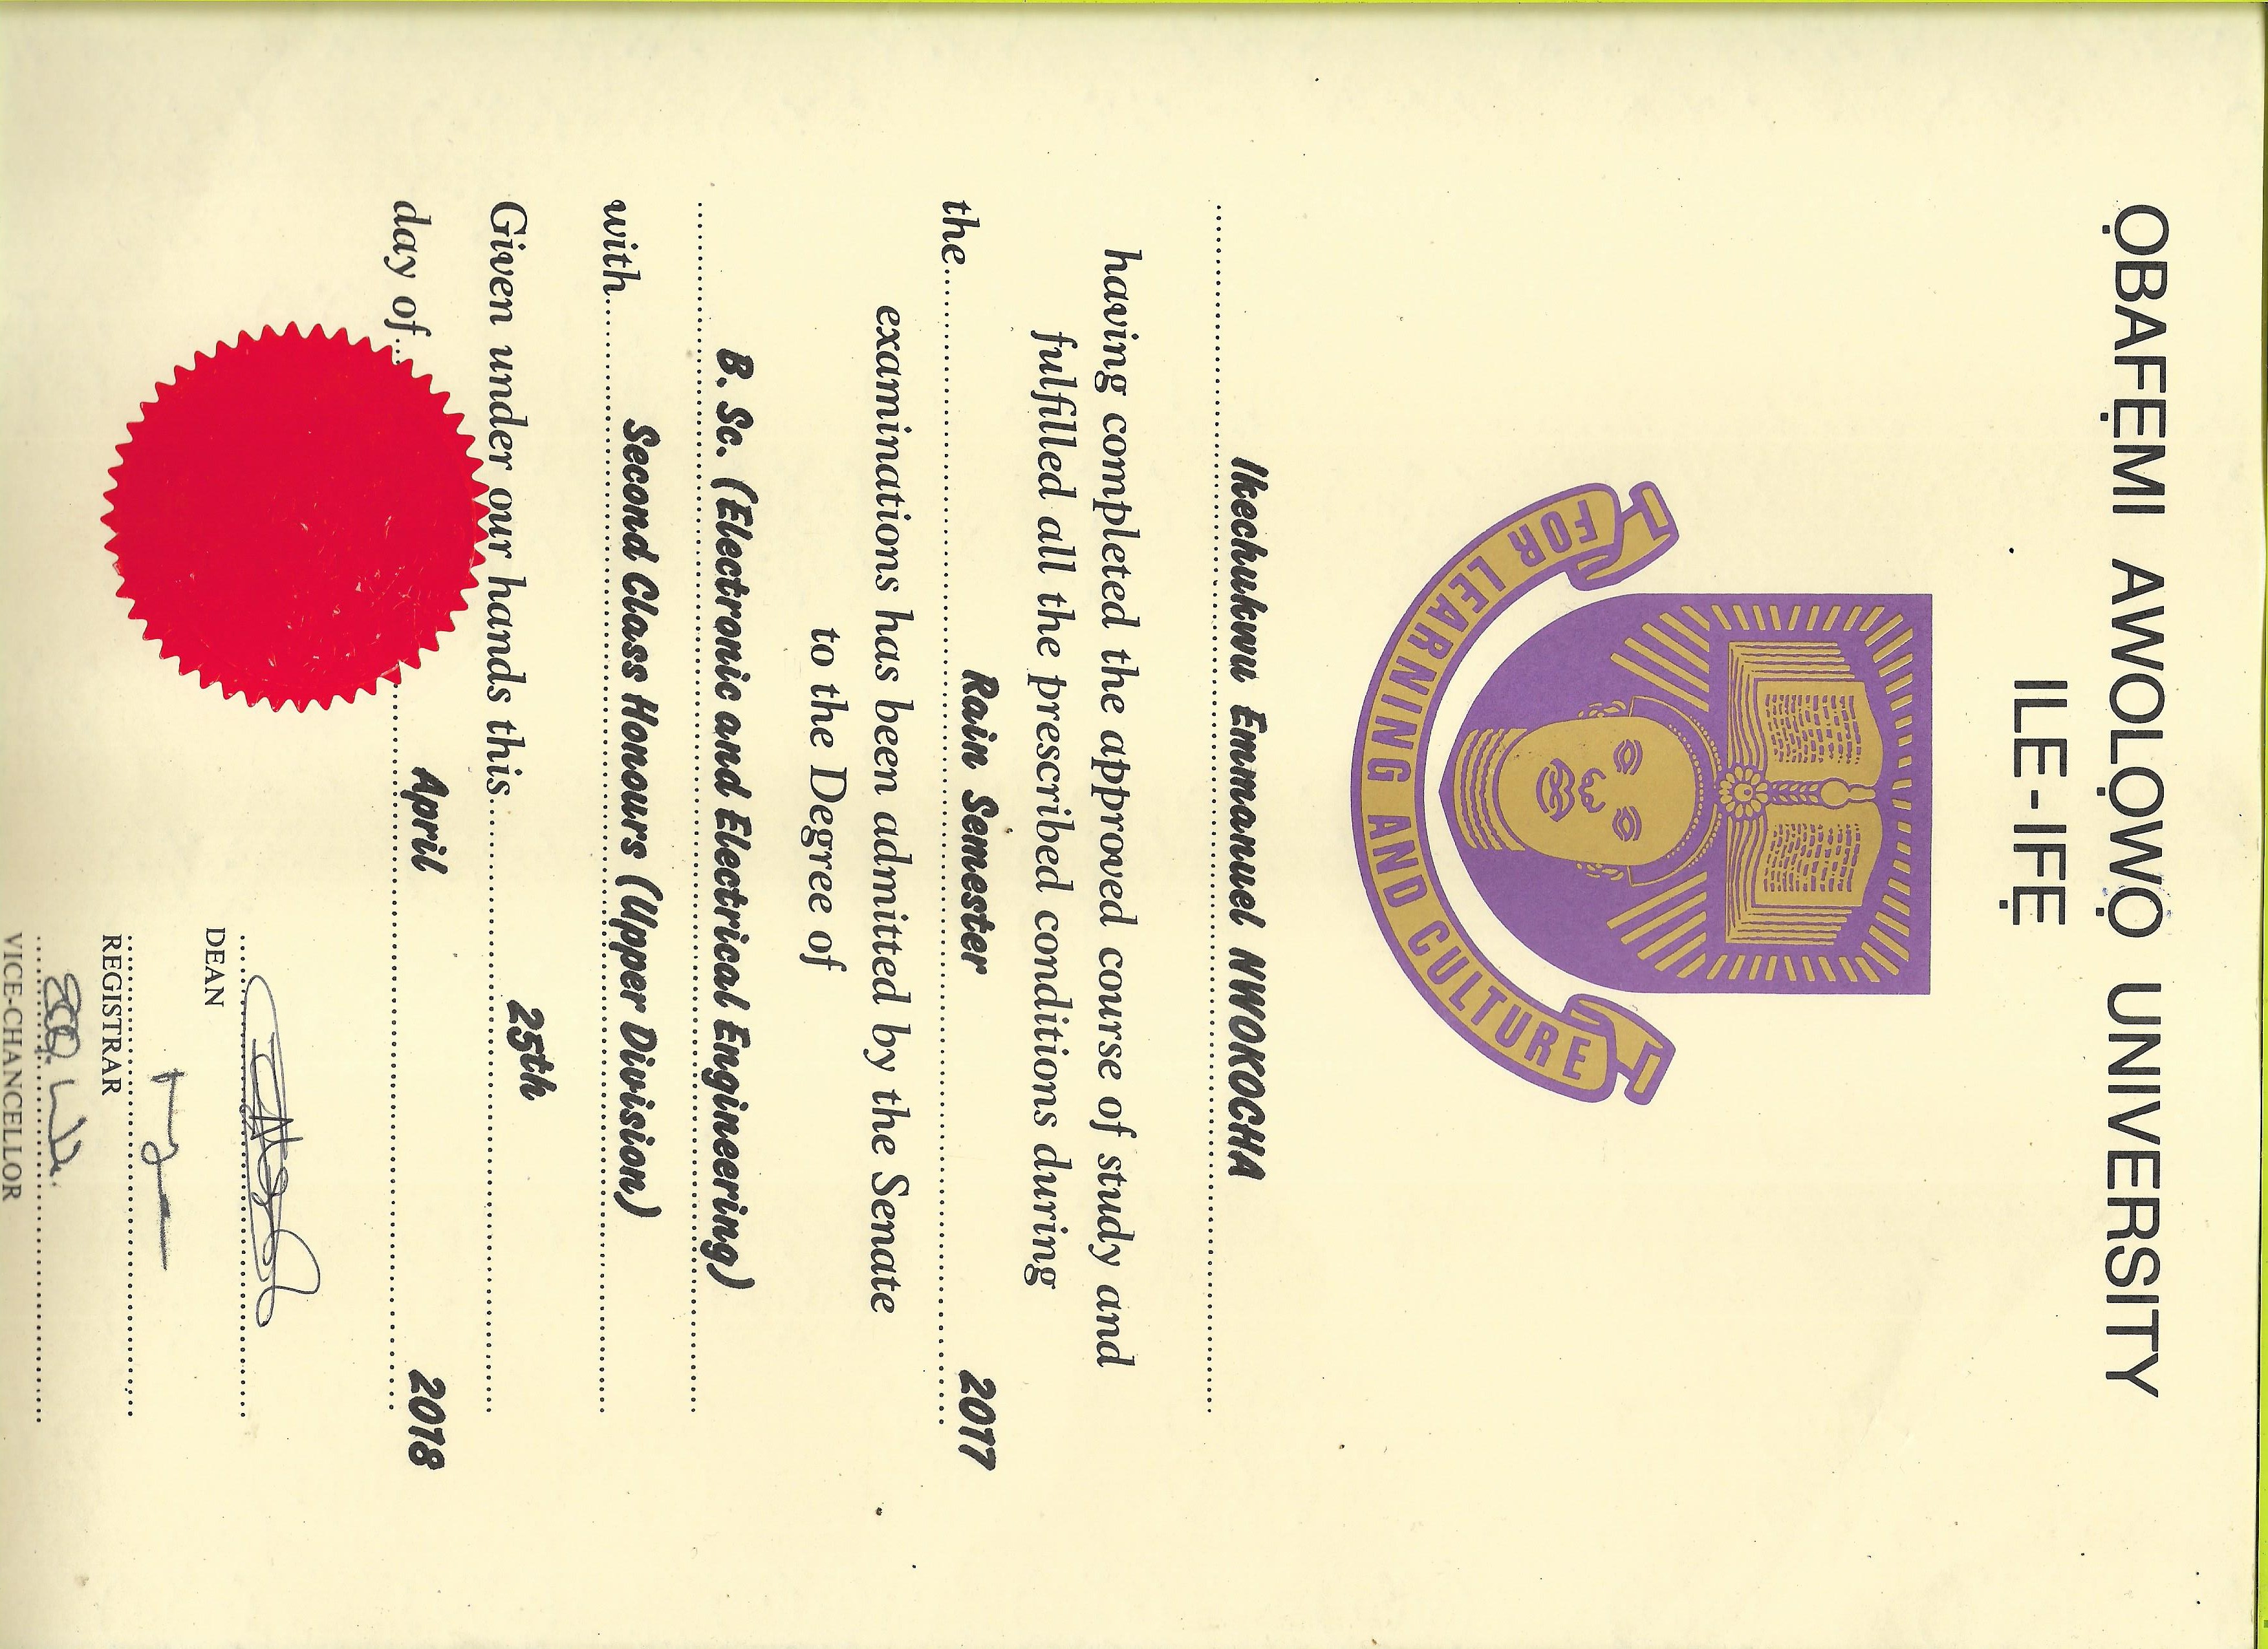 ỌBAFẸMI AWOLỌWỌ UNIVERSITY
ILE-IFẸ
FOR LEARNING AND CULTURE
Ikechukwu Emmanuel NWOKOCHA
having completed the approved course of study and
fulfilled all the prescribed conditions during
the Rain Semester 2017
examinations has been admitted by the Senate
to the Degree of
B. Sc. (Electronic and Electrical Engineering)
with Second Class Honours (Upper Division)
Given under our hands this 25th
day of April 2018
DEAN
REGISTRAR
VICE-CHANCELLOR